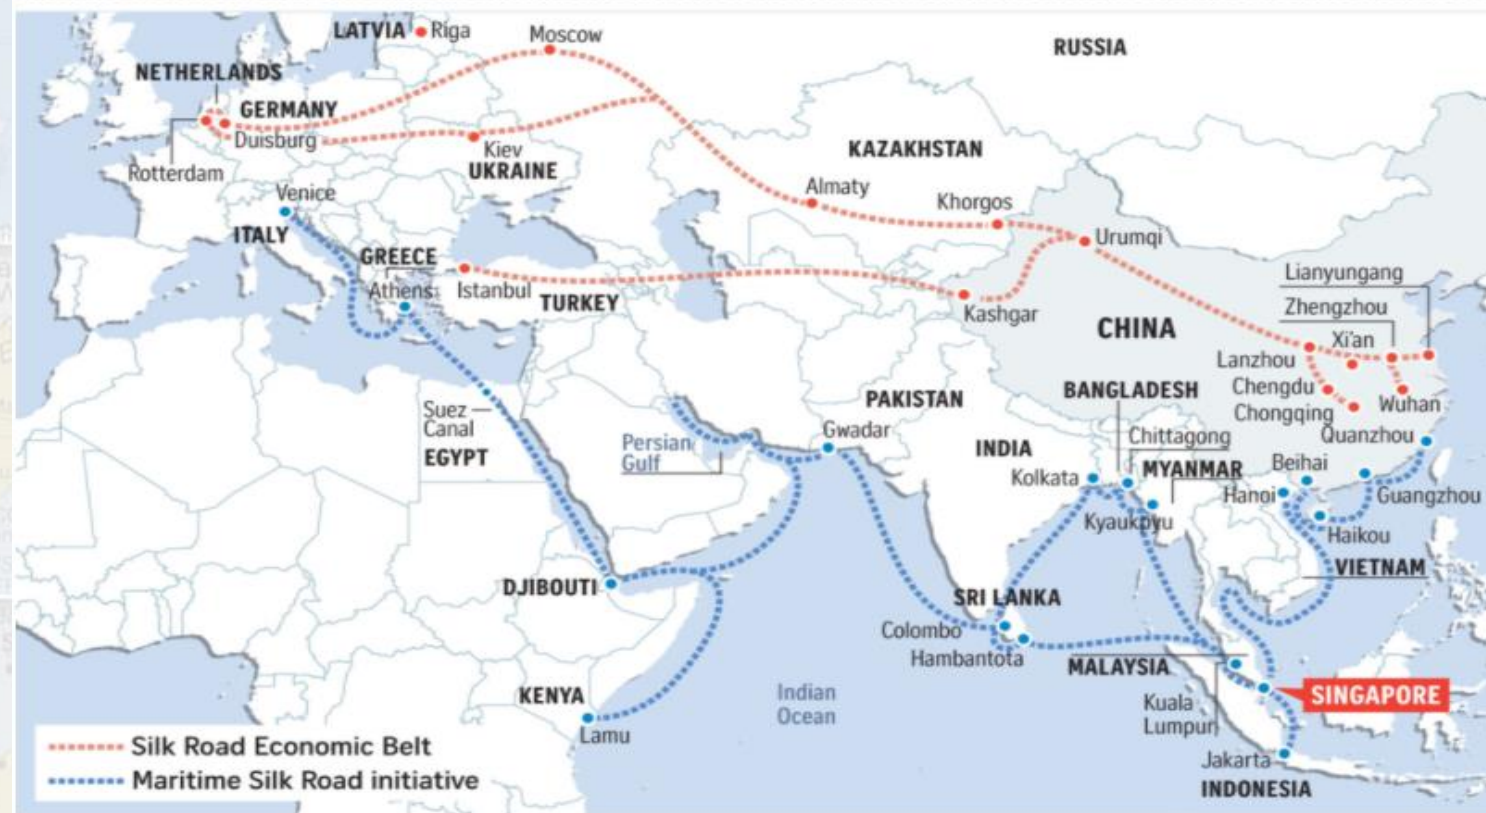 LATVIA
Riga
Moscow
RUSSIA
NETHERLANDS
GERMANY
Duisburg
Kiev
UKRAINE
Rotterdam
KAZAKHSTAN
Almaty
Khorgos
Urumqi
Venice
ITALY
GREECE
Athens
Istanbul
TURKEY
Kashgar
CHINA
Lianyungang
Zhengzhou
Xi'an
Lanzhou
Chengdu
Chongqing
Wuhan
Quanzhou
Suez
Canal
EGYPT
Persian
Gulf
PAKISTAN
Gwadar
INDIA
BANGLADESH
Chittagong
MYANMAR
Kolkata
Kyaukpyu
Beihai
Hanoi
Guangzhou
Haikou
VIETNAM
DJIBOUTI
SRI LANKA
Colombo
Hambantota
MALAYSIA
Kuala
Lumpur
SINGAPORE
KENYA
Lamu
Indian
Ocean
Jakarta
INDONESIA
Silk Road Economic Belt
Maritime Silk Road initiative